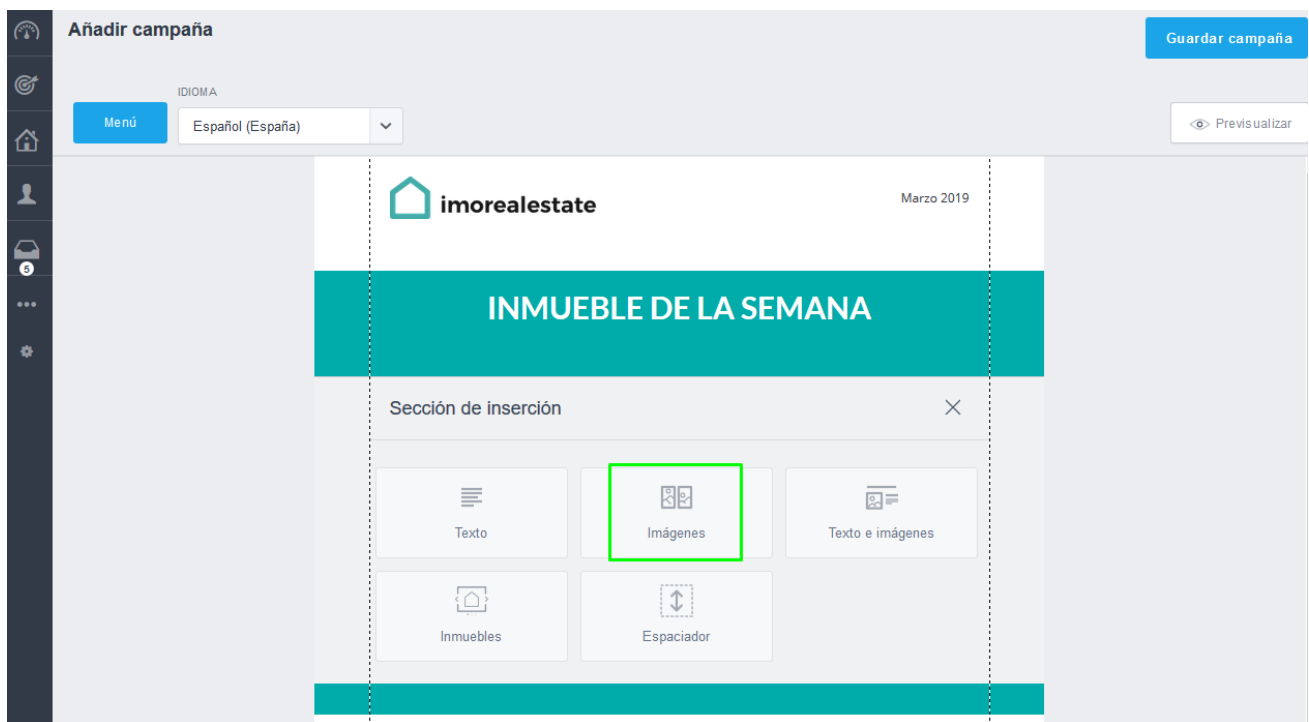 Añadir campaña
Guardar campaña
IDIOMA
Menú
Español (España)
Previsualizar
imorealestate
Marzo 2019
5
INMUEBLE DE LA SEMANA
Sección de inserción
Texto
Imágenes
Texto e imágenes
Inmuebles
Espaciador